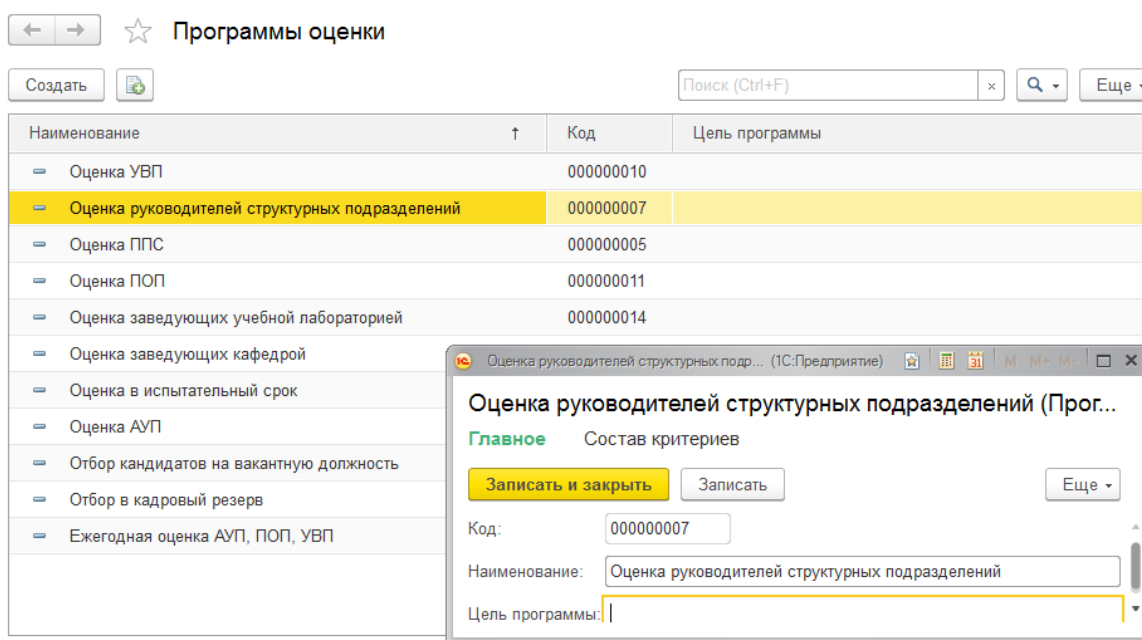 Программы оценки
Создать Поиск (Ctrl+F) × Еще
Наименование ↑ Код Цель программы
Оценка УВП 000000010
Оценка руководителей структурных подразделений 000000007
Оценка ППС 000000005
Оценка ПОП 000000011
Оценка заведующих учебной лабораторией 000000014
Оценка заведующих кафедрой
Оценка в испытательный срок
Оценка АУП
Отбор кандидатов на вакантную должность
Отбор в кадровый резерв
Ежегодная оценка АУП, ПОП, УВП
1С Оценка руководителей структурных подр... (1С:Предприятие) 31 M M+ M-
Оценка руководителей структурных подразделений (Прог...
Главное Состав критериев
Записать и закрыть Записать Еще
Код: 000000007
Наименование: Оценка руководителей структурных подразделений
Цель программы: